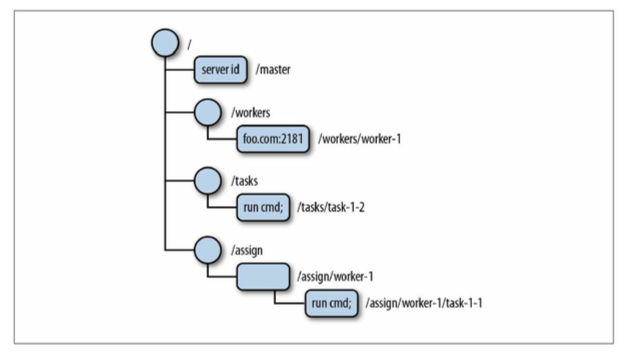 /
server id /master
/workers
foo.com:2181 /workers/worker-1
/tasks
run cmd; /tasks/task-1-2
/assign
/assign/worker-1
run cmd; /assign/worker-1/task-1-1